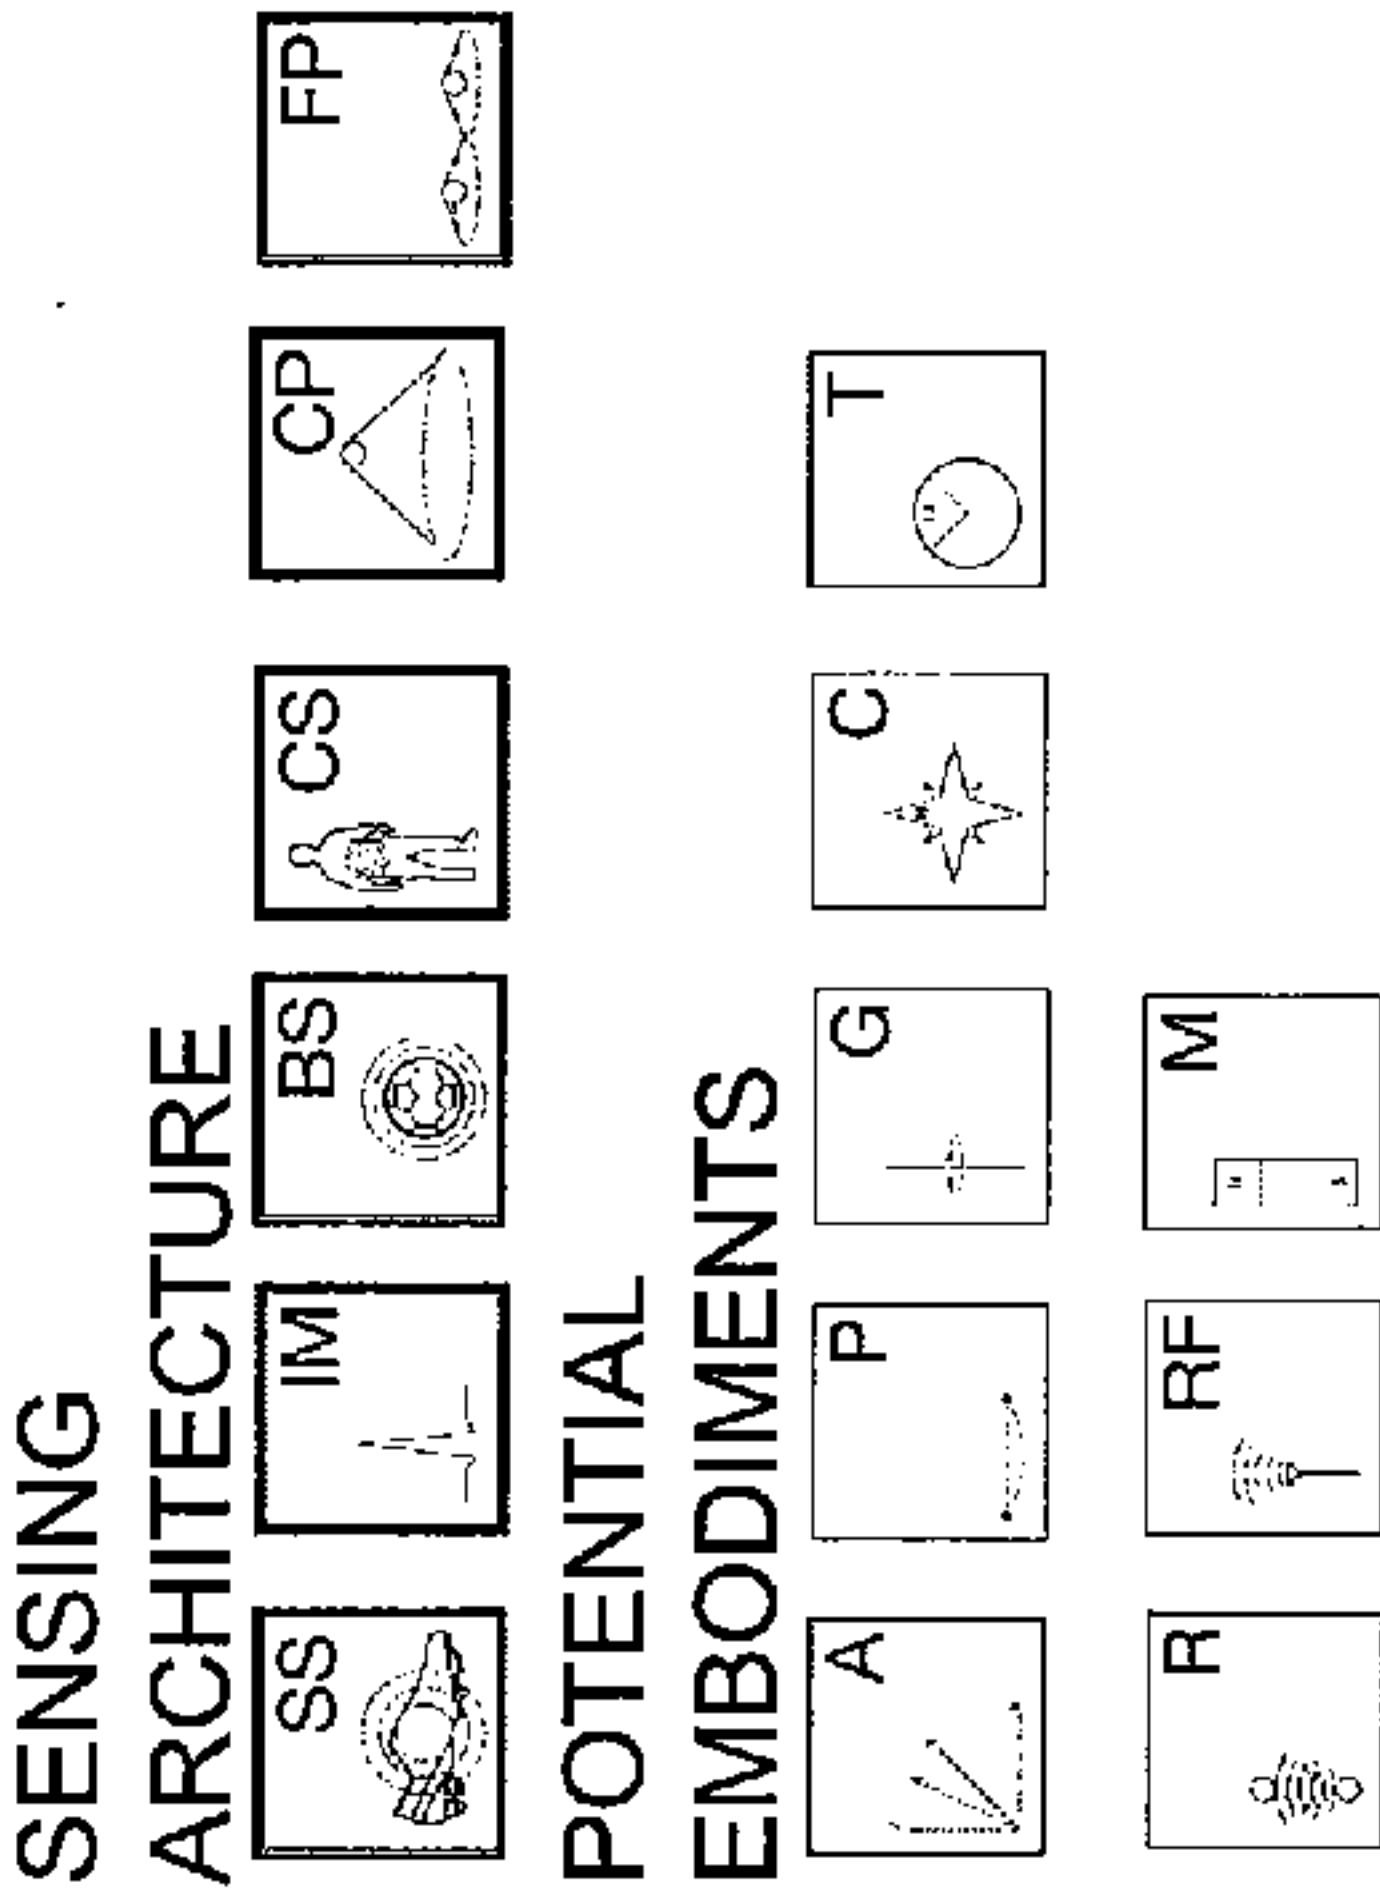 SENSING
ARCHITECTURE
SS IM BS CS CP FP
POTENTIAL
EMBODIMENTS
A P G C T
R RF M